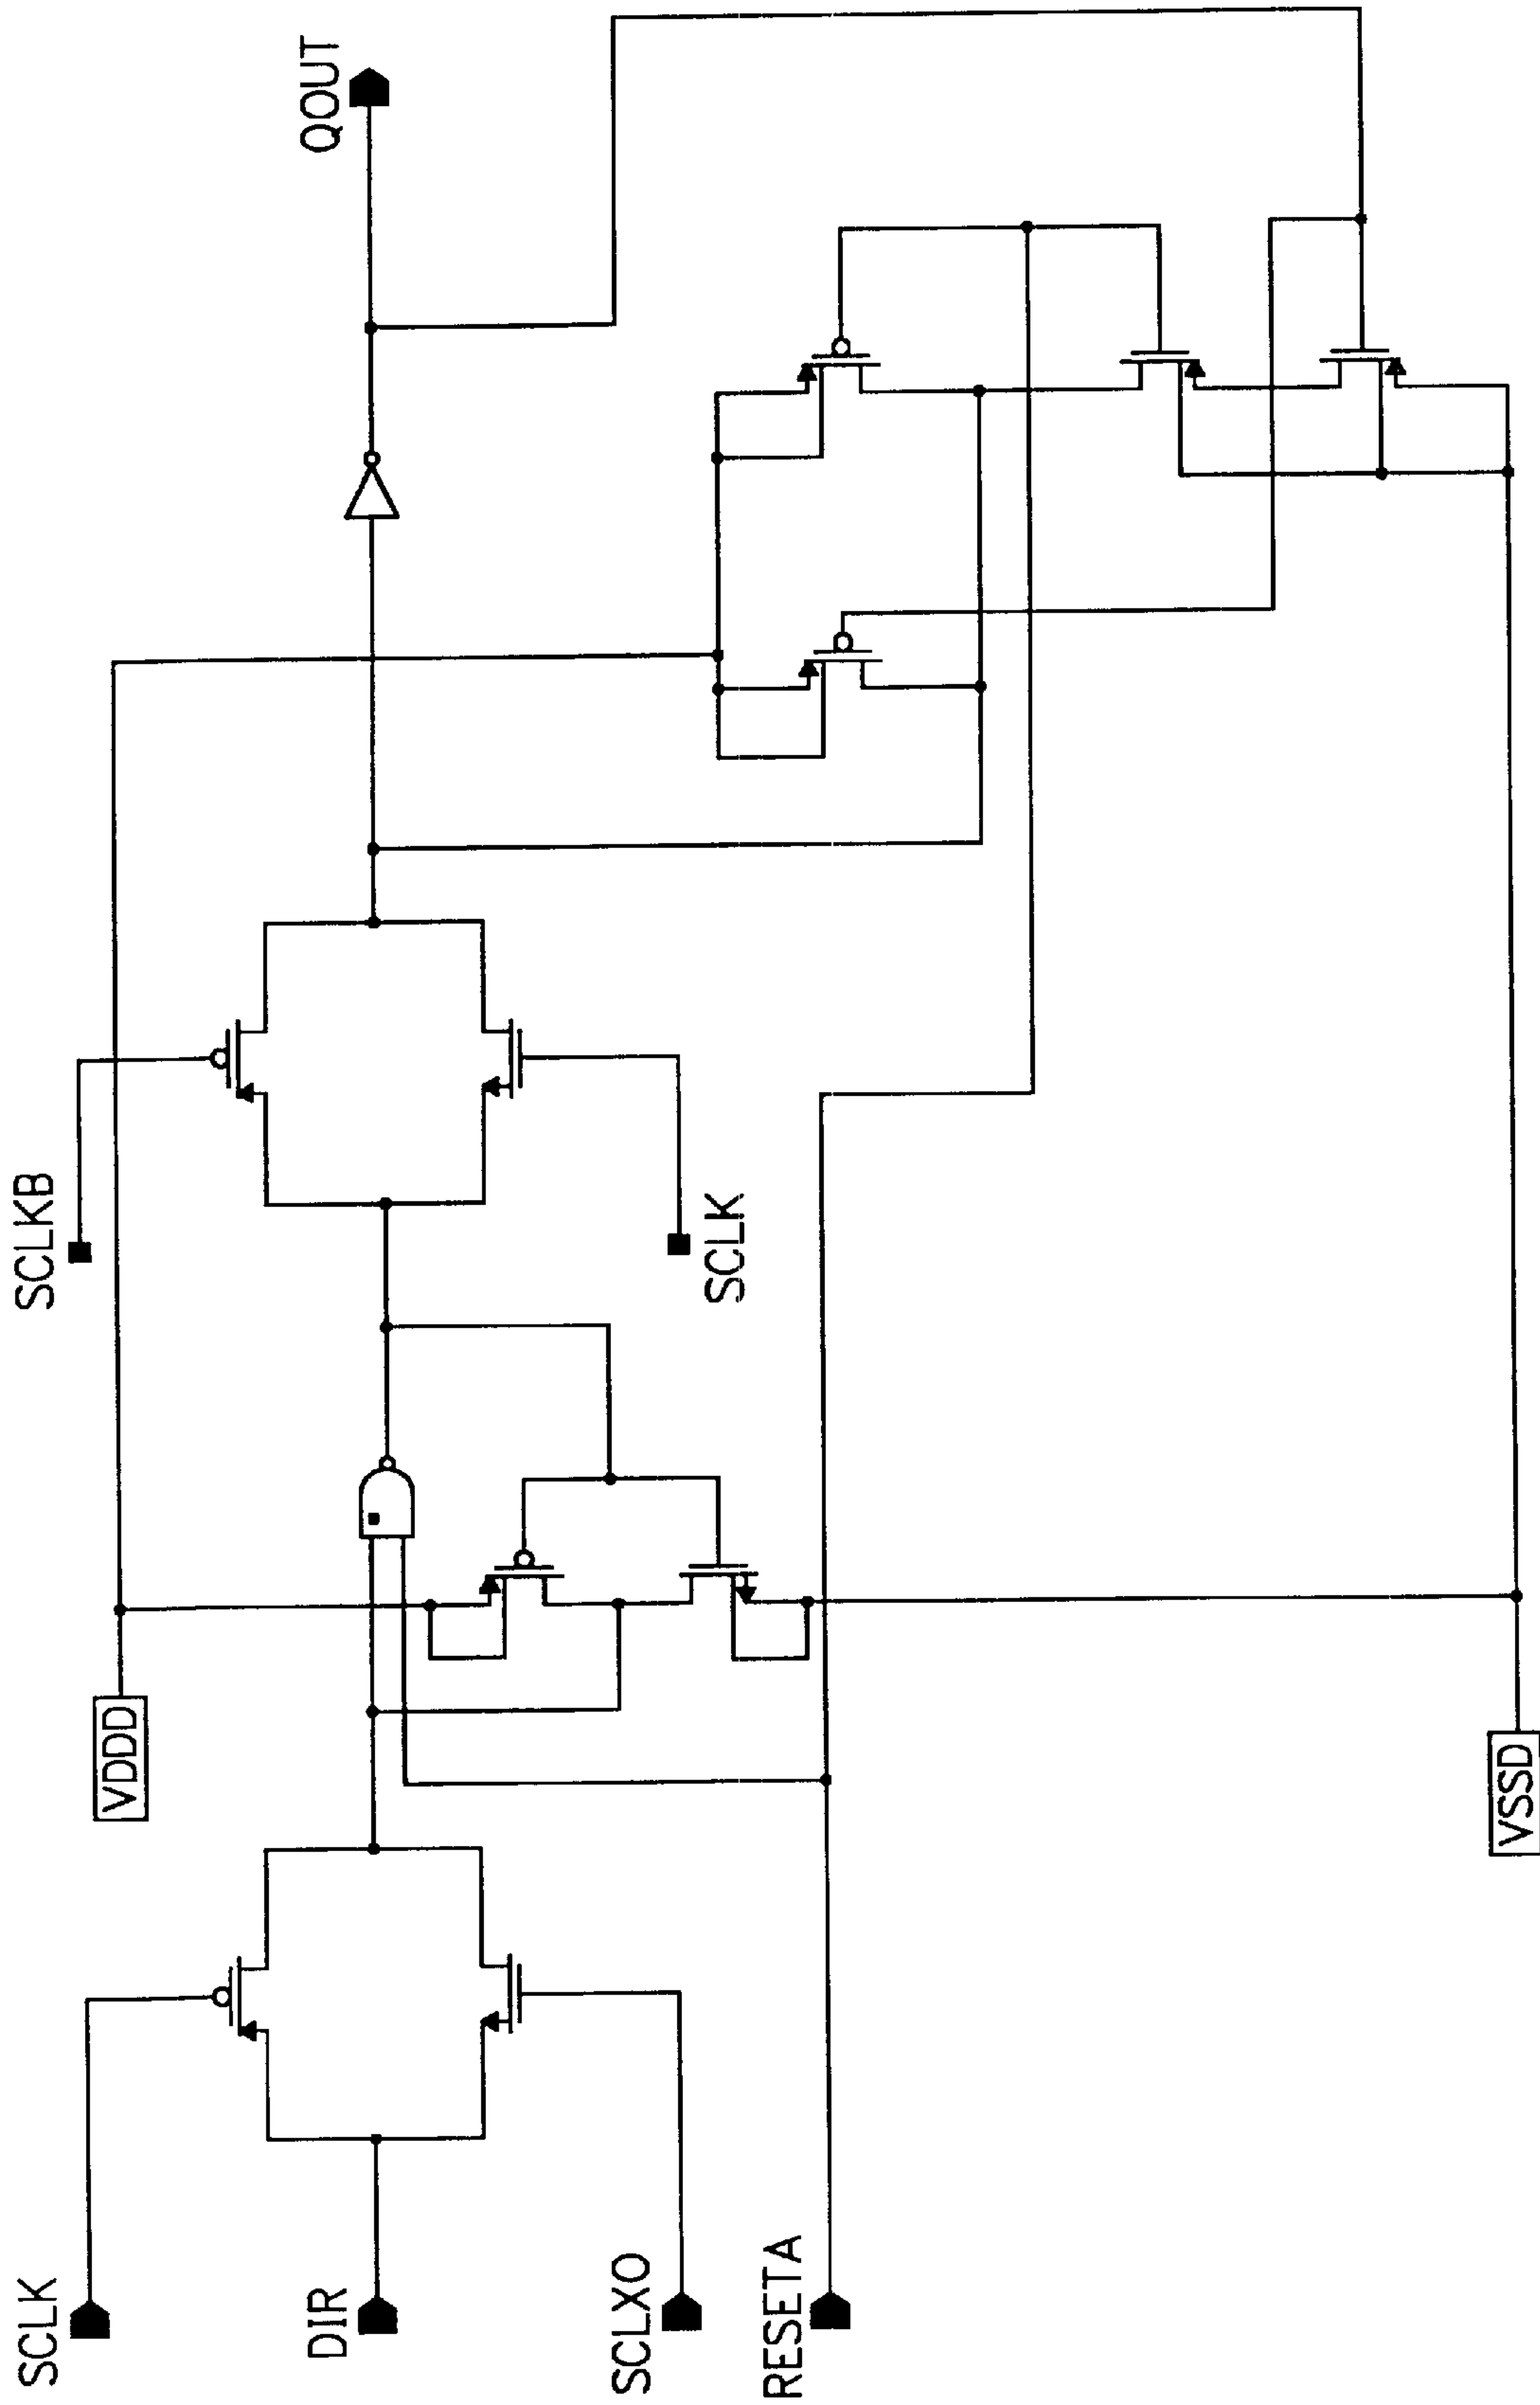 SCLK
DIR
SCLXO
RESETA
VDDD
VSSD
SCLKB
SCLK
QOUT